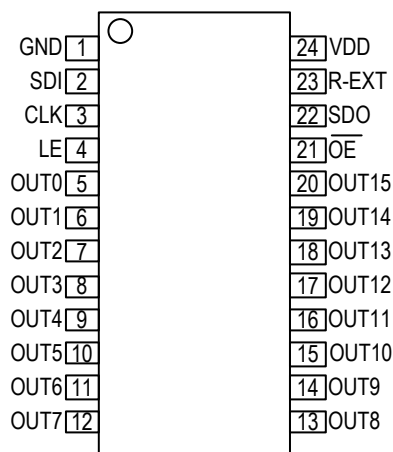 GND 1 24 VDD
SDI 2 23 R-EXT
CLK 3 22 SDO
LE 4 21 O̅E̅
OUT0 5 20 OUT15
OUT1 6 19 OUT14
OUT2 7 18 OUT13
OUT3 8 17 OUT12
OUT4 9 16 OUT11
OUT5 10 15 OUT10
OUT6 11 14 OUT9
OUT7 12 13 OUT8